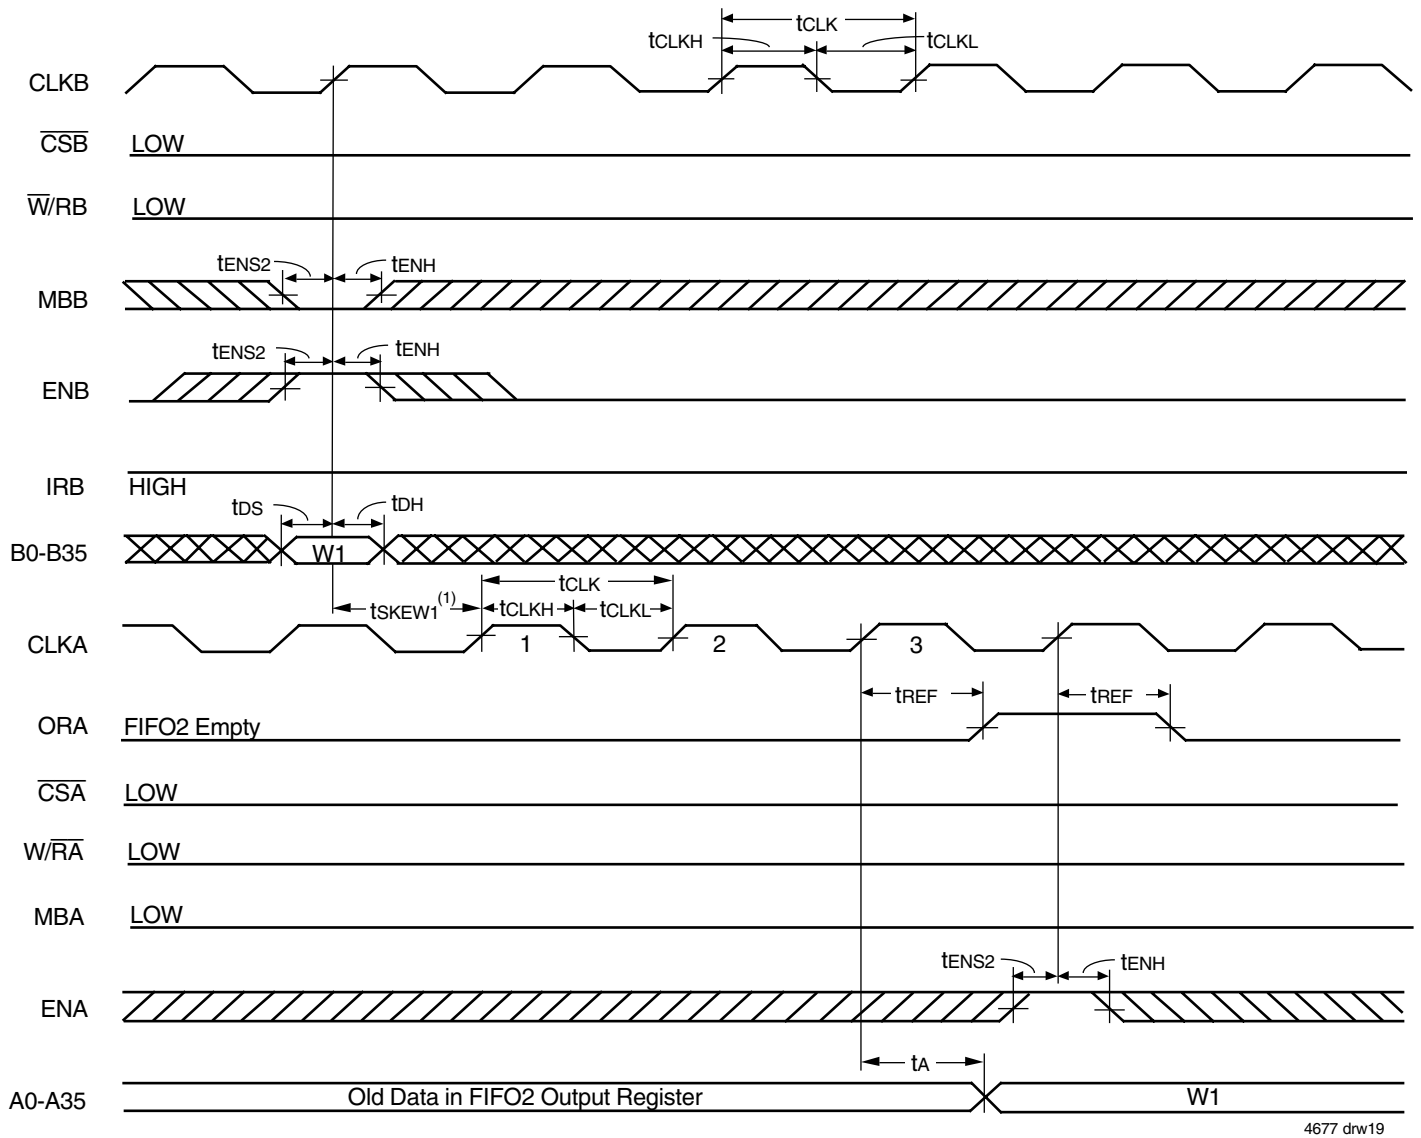 tCLK
tCLKH tCLKL
CLKB
CSB LOW
W/RB LOW
tENS2 tENH
MBB
tENS2 tENH
ENB
IRB HIGH
tDS tDH
B0-B35 W1
tCLK
tSKEW1(1) tCLKH tCLKL
CLKA 1 2 3
tREF tREF
ORA FIFO2 Empty
CSA LOW
W/RA LOW
MBA LOW
tENS2 tENH
ENA
tA
A0-A35 Old Data in FIFO2 Output Register W1
4677 drw19